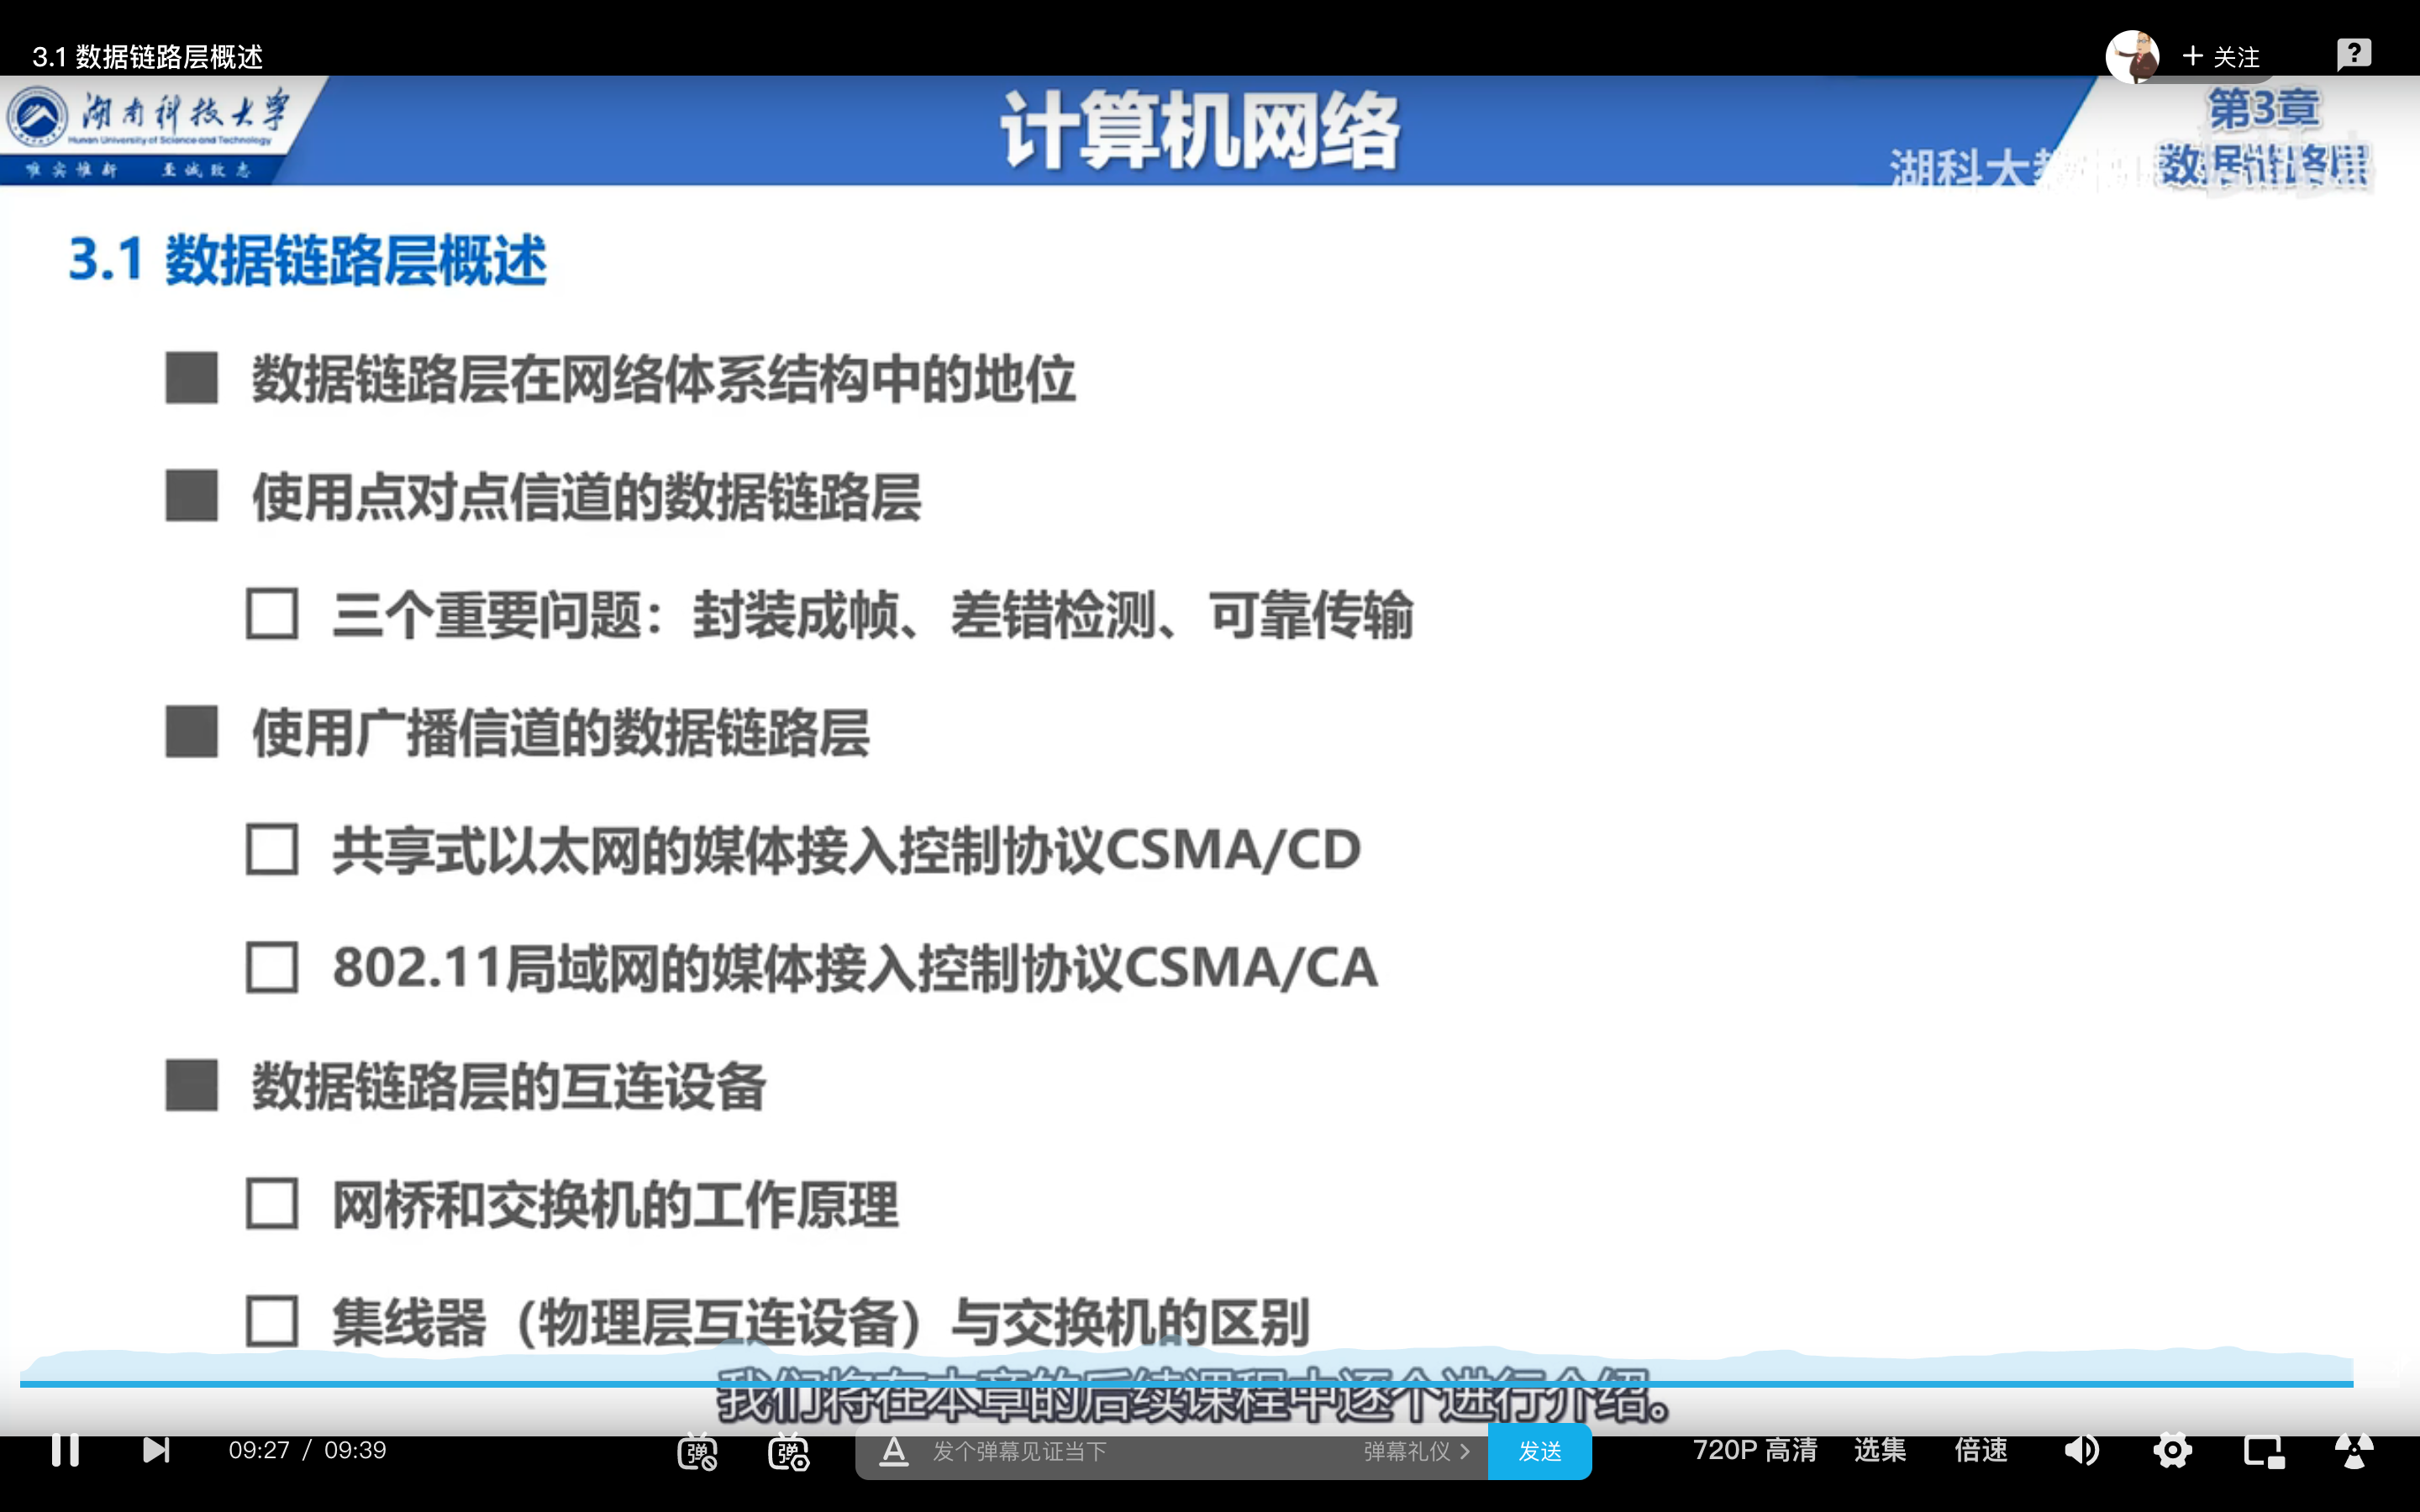 3.1 数据链路层概述
+ 关注
湖南科技大学
Hunan University of Science and Technology
唯实惟新 至诚致志
计算机网络
第3章
数据链路层
湖科大教
3.1 数据链路层概述
数据链路层在网络体系结构中的地位
使用点对点信道的数据链路层
三个重要问题：封装成帧、差错检测、可靠传输
使用广播信道的数据链路层
共享式以太网的媒体接入控制协议CSMA/CD
802.11局域网的媒体接入控制协议CSMA/CA
数据链路层的互连设备
网桥和交换机的工作原理
集线器（物理层互连设备）与交换机的区别
我们将在本章的后续课程中逐个进行介绍。
09:27 / 09:39
弹 弹 A 发个弹幕见证当下 弹幕礼仪 > 发送 720P 高清 选集 倍速